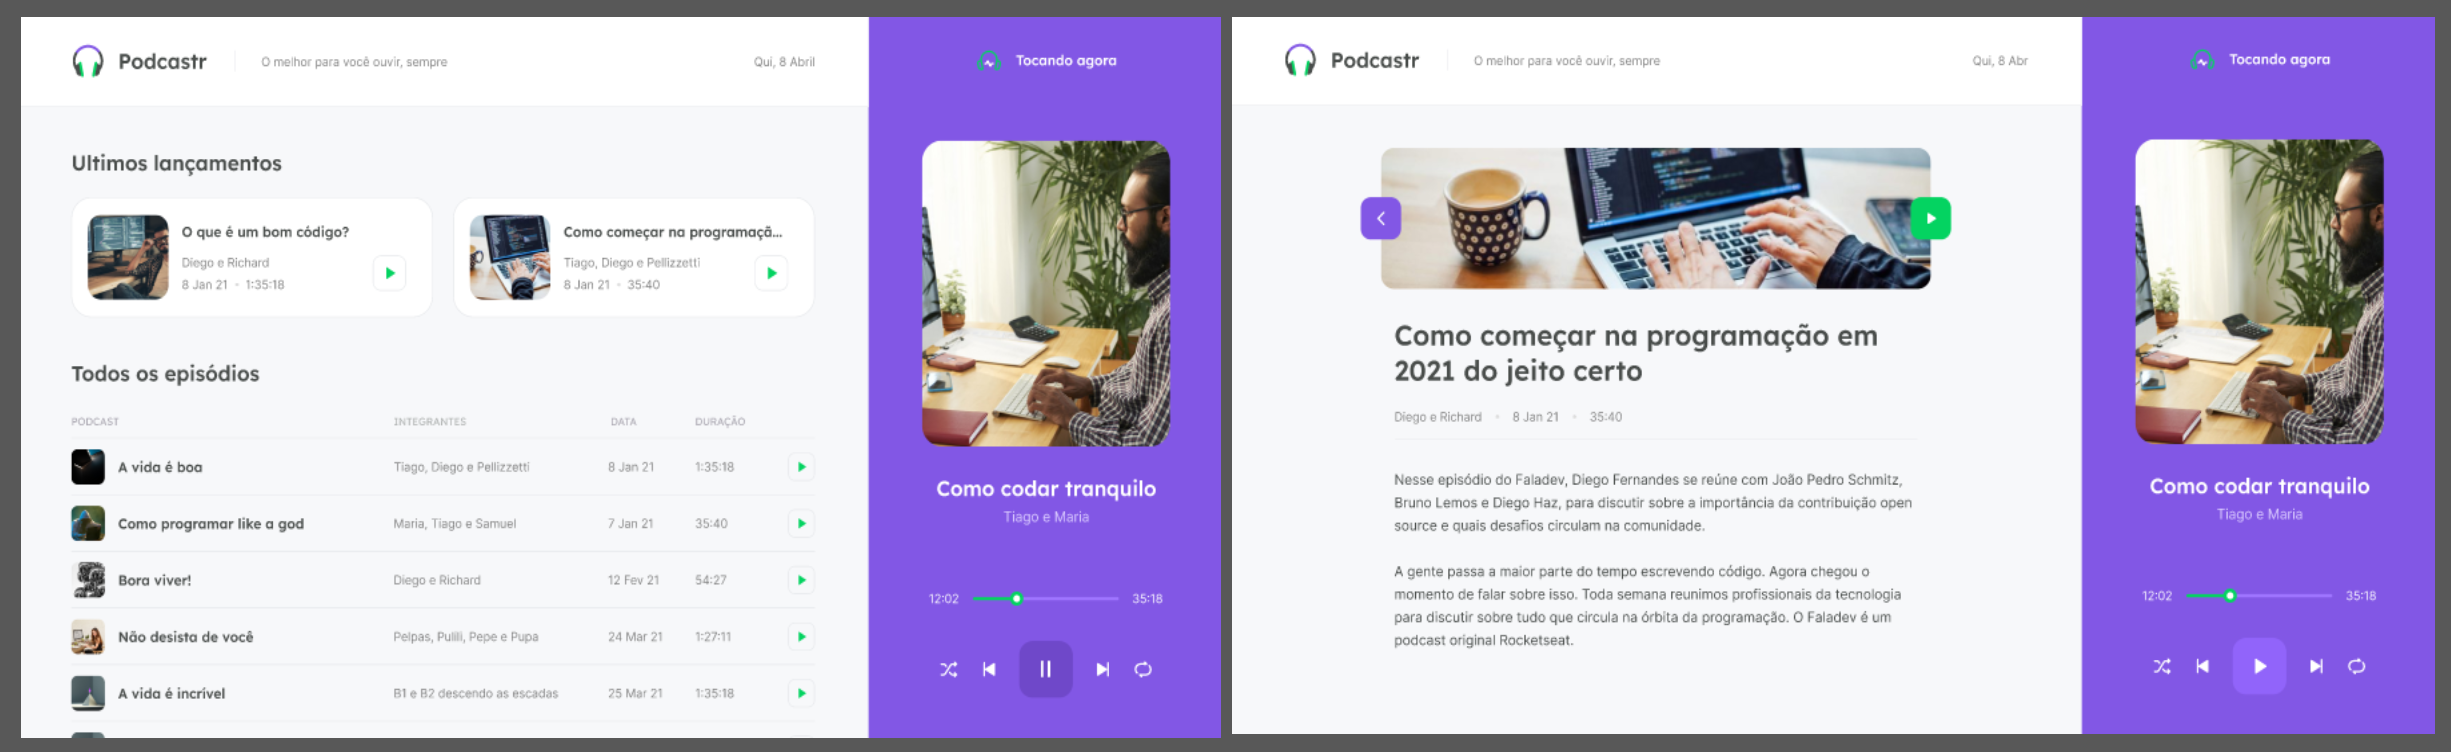 Podcastr
O melhor para você ouvir, sempre
Qui, 8 Abril
Ultimos lançamentos
O que é um bom código?
Diego e Richard
8 Jan 21 • 1:35:18
Como começar na programaçã...
Tiago, Diego e Pellizzetti
8 Jan 21 • 35:40
Todos os episódios
PODCAST INTEGRANTES DATA DURAÇÃO
A vida é boa Tiago, Diego e Pellizzetti 8 Jan 21 1:35:18
Como programar like a god Maria, Tiago e Samuel 7 Jan 21 35:40
Bora viver! Diego e Richard 12 Fev 21 54:27
Não desista de você Pelpas, Pulili, Pepe e Pupa 24 Mar 21 1:27:11
A vida é incrível B1 e B2 descendo as escadas 25 Mar 21 1:35:18
Tocando agora
Como codar tranquilo
Tiago e Maria
12:02 35:18
Podcastr
O melhor para você ouvir, sempre
Qui, 8 Abr
Como começar na programação em
2021 do jeito certo
Diego e Richard • 8 Jan 21 • 35:40
Nesse episódio do Faladev, Diego Fernandes se reúne com João Pedro Schmitz,
Bruno Lemos e Diego Haz, para discutir sobre a importância da contribuição open
source e quais desafios circulam na comunidade.
A gente passa a maior parte do tempo escrevendo código. Agora chegou o
momento de falar sobre isso. Toda semana reunimos profissionais da tecnologia
para discutir sobre tudo que circula na órbita da programação. O Faladev é um
podcast original Rocketseat.
Tocando agora
Como codar tranquilo
Tiago e Maria
12:02 35:18